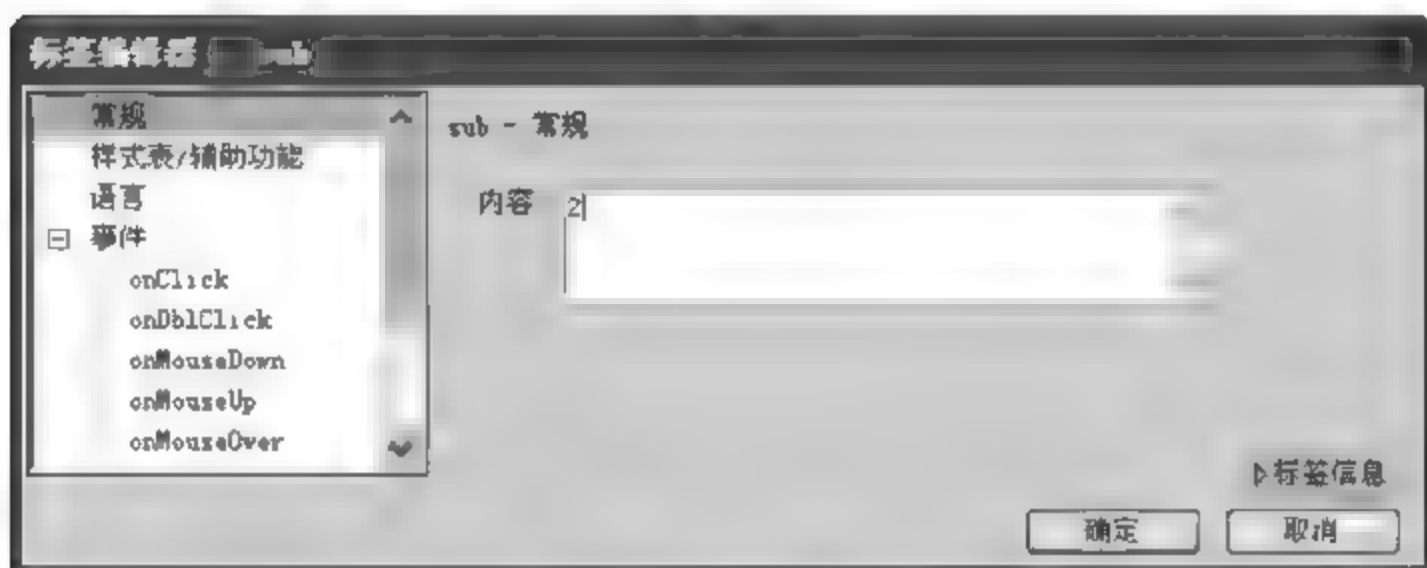 标签编辑器 - sub
常规
样式表/辅助功能
语言
事件
onClick
onDblClick
onMouseDown
onMouseUp
onMouseOver
sub - 常规
内容 2
标签信息
确定 取消